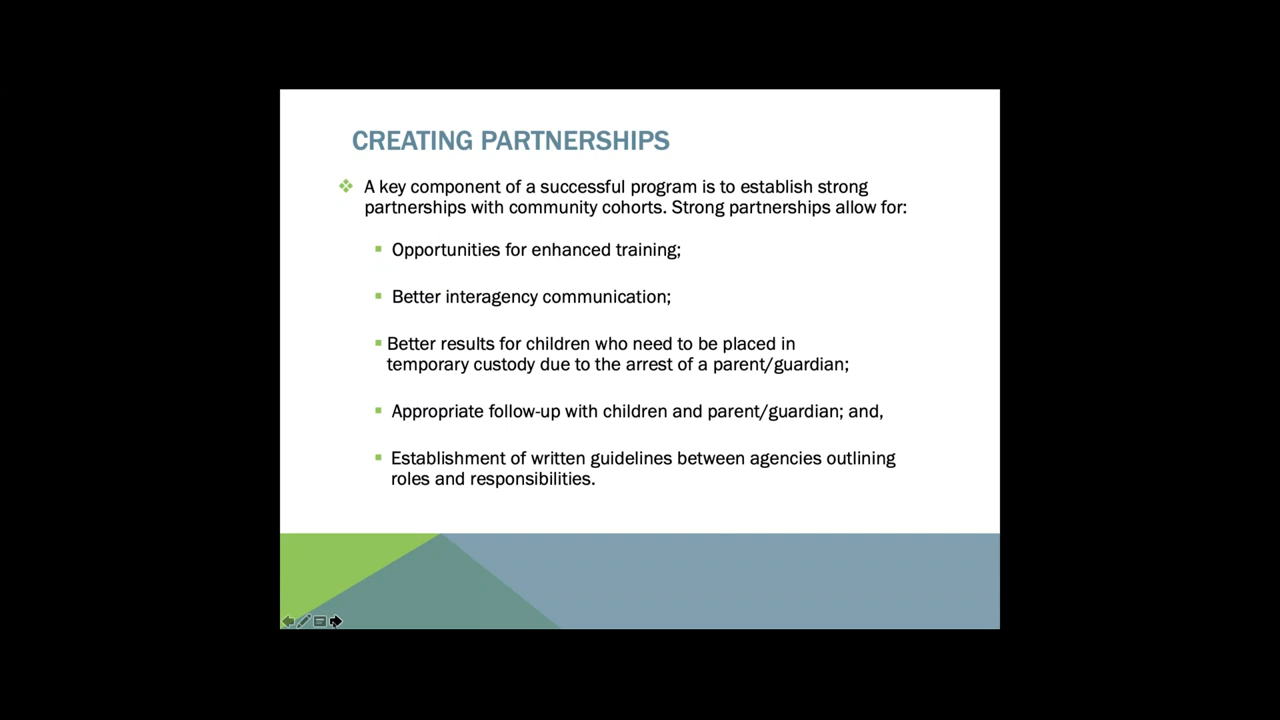 CREATING PARTNERSHIPS
A key component of a successful program is to establish strong
partnerships with community cohorts. Strong partnerships allow for:
Opportunities for enhanced training;
Better interagency communication;
Better results for children who need to be placed in
temporary custody due to the arrest of a parent/guardian;
Appropriate follow-up with children and parent/guardian; and,
Establishment of written guidelines between agencies outlining
roles and responsibilities.